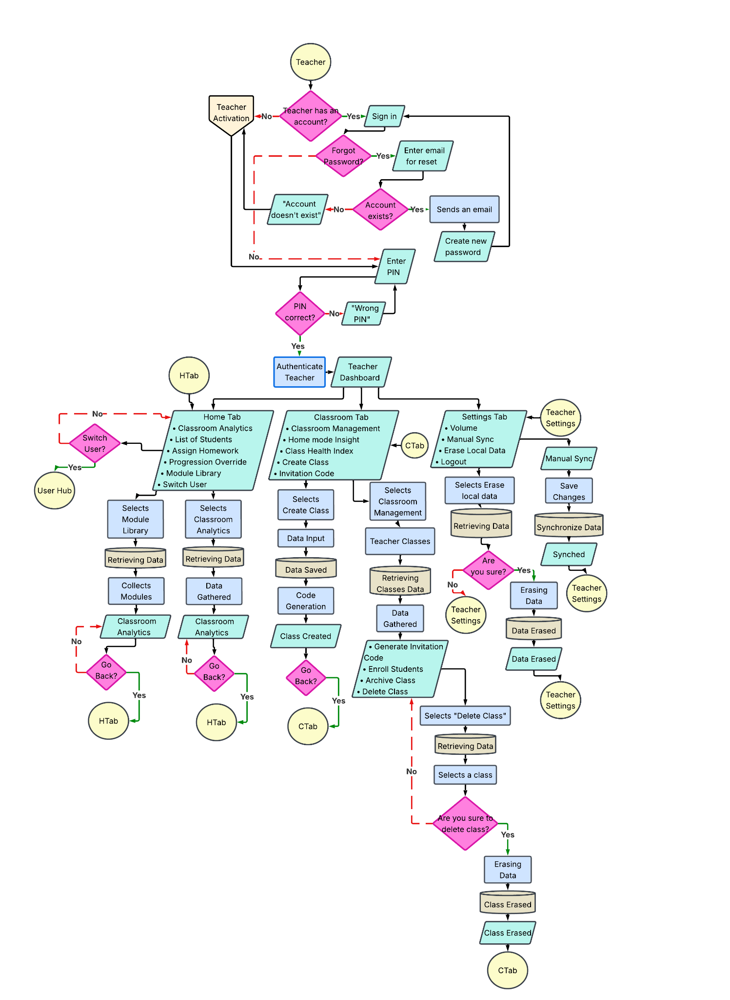 Teacher
Teacher has an
account?
No
Yes
Teacher
Activation
Sign in
Forgot
Password?
Yes
Enter email
for reset
No
Account
exists?
No
Yes
"Account
doesn't exist"
Sends an email
Create new
password
Enter
PIN
PIN
correct?
No
"Wrong
PIN"
Yes
Authenticate
Teacher
Teacher
Dashboard
HTab
Home Tab
• Classroom Analytics
• List of Students
• Assign Homework
• Progression Override
• Module Library
• Switch User
No
Switch
User?
Yes
User Hub
Classroom Tab
• Classroom Management
• Home mode Insight
• Class Health Index
• Create Class
• Invitation Code
CTab
Settings Tab
• Volume
• Manual Sync
• Erase Local Data
• Logout
Teacher
Settings
Selects
Module
Library
Retrieving Data
Collects
Modules
Classroom
Analytics
No
Go
Back?
Yes
HTab
Selects
Classroom
Analytics
Retrieving Data
Data
Gathered
Classroom
Analytics
No
Go
Back?
Yes
HTab
Selects
Create Class
Data Input
Data Saved
Code
Generation
Class Created
Go
Back?
Yes
CTab
Selects
Classroom
Management
Teacher Classes
Retrieving
Classes Data
Data
Gathered
• Generate Invitation
Code
• Enroll Students
• Archive Class
• Delete Class
Selects "Delete Class"
Retrieving Data
Selects a class
No
Are you sure to
delete class?
Yes
Erasing
Data
Class Erased
Class Erased
CTab
Selects Erase
local data
Retrieving Data
Are
you sure?
No
Yes
Teacher
Settings
Erasing
Data
Data Erased
Data Erased
Teacher
Settings
Manual Sync
Save
Changes
Synchronize Data
Synched
Teacher
Settings